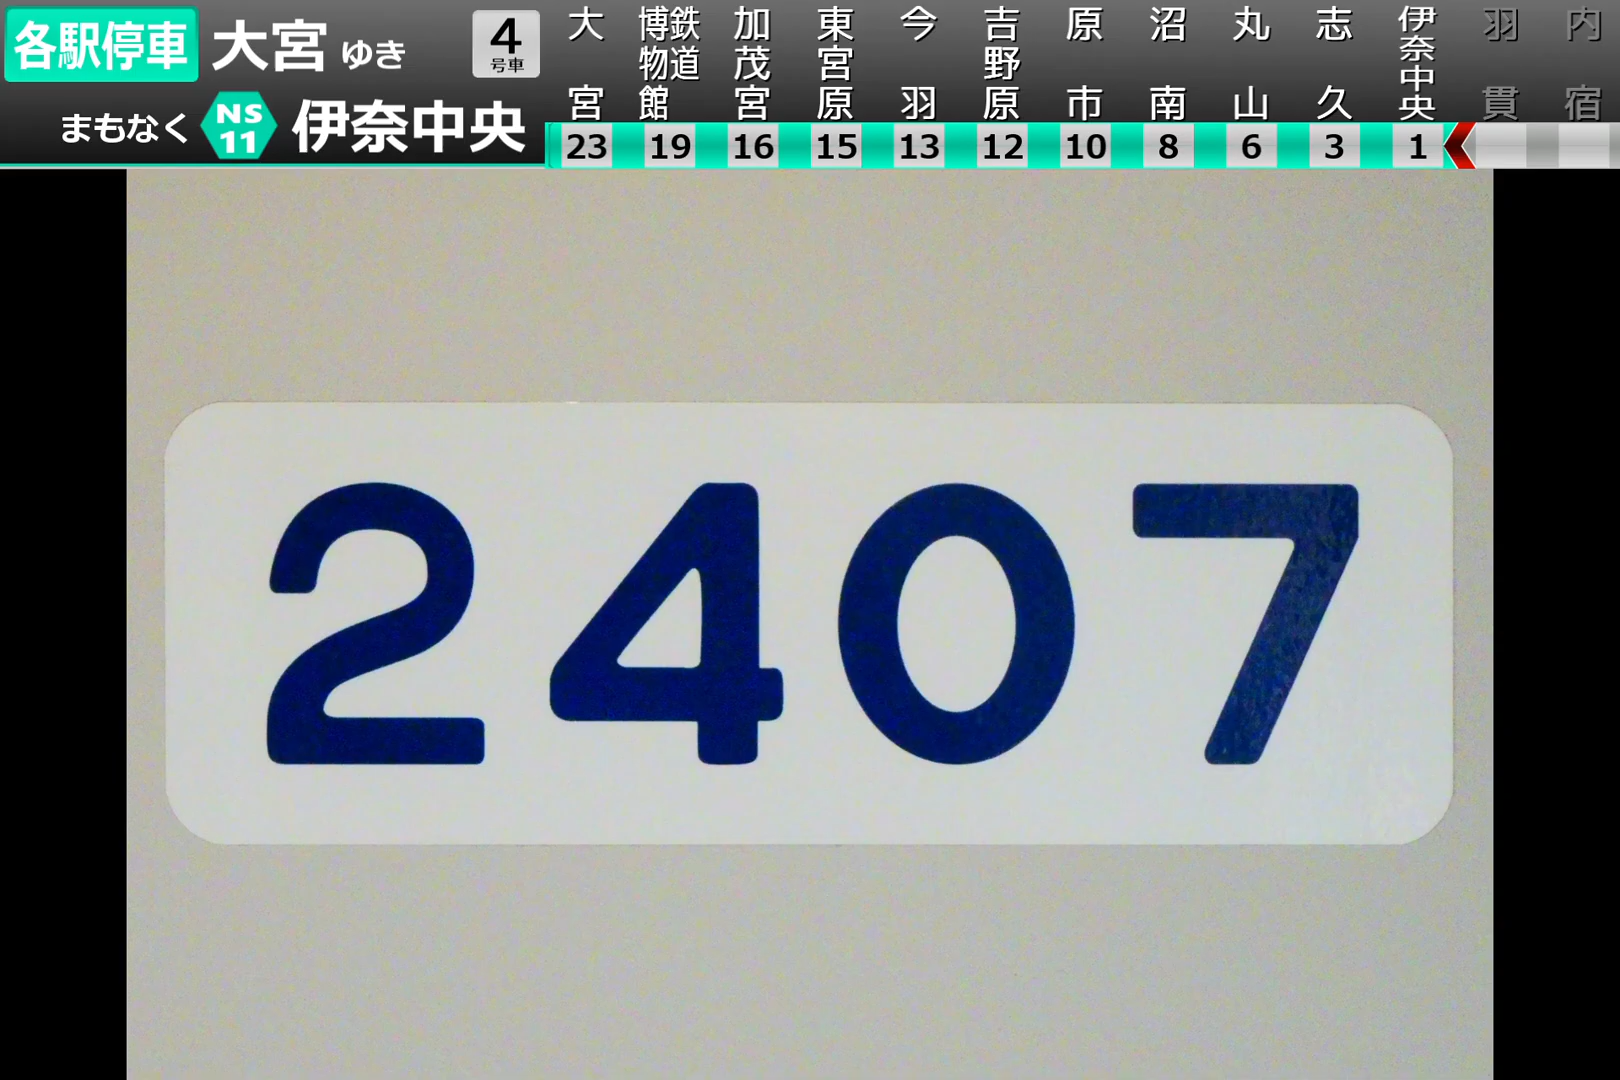 各駅停車 大宮 ゆき
4
号車
まもなく NS 11 伊奈中央
大宮 鉄道博物館 加茂宮 東宮原 今羽 吉野原 原市 沼南 丸山 志久 伊奈中央 羽貫 内宿
23 19 16 15 13 12 10 8 6 3 1
2407